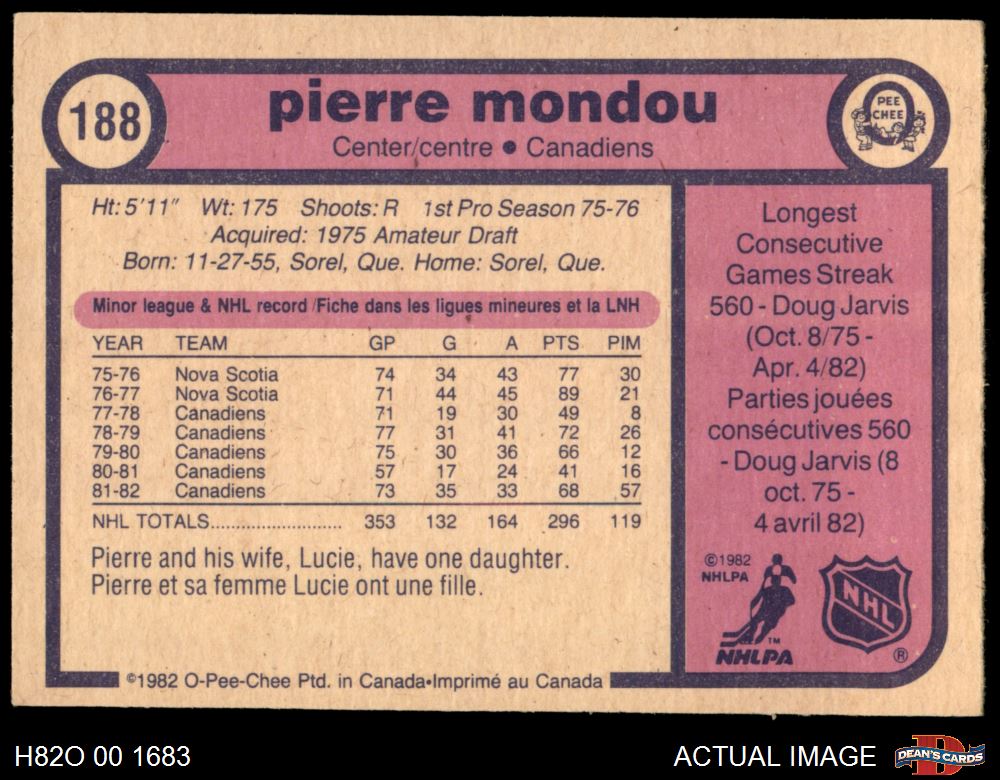 188
pierre mondou
Center/centre • Canadiens
PEE
CHEE
Ht: 5'11" Wt: 175 Shoots: R 1st Pro Season 75-76
Acquired: 1975 Amateur Draft
Born: 11-27-55, Sorel, Que. Home: Sorel, Que.
Minor league & NHL record/Fiche dans les ligues mineures et la LNH
YEAR TEAM GP G A PTS PIM
75-76 Nova Scotia 74 34 43 77 30
76-77 Nova Scotia 71 44 45 89 21
77-78 Canadiens 71 19 30 49 8
78-79 Canadiens 77 31 41 72 26
79-80 Canadiens 75 30 36 66 12
80-81 Canadiens 57 17 24 41 16
81-82 Canadiens 73 35 33 68 57
NHL TOTALS........................ 353 132 164 296 119
Pierre and his wife, Lucie, have one daughter.
Pierre et sa femme Lucie ont une fille.
©1982 O-Pee-Chee Ptd. in Canada•Imprimé au Canada
Longest
Consecutive
Games Streak
560 - Doug Jarvis
(Oct. 8/75 -
Apr. 4/82)
Parties jouées
consécutives 560
- Doug Jarvis (8
oct. 75 -
4 avril 82)
©1982
NHLPA
TM
NHLPA
NHL
®
H82O 00 1683
ACTUAL IMAGE
DEAN'S CARDS